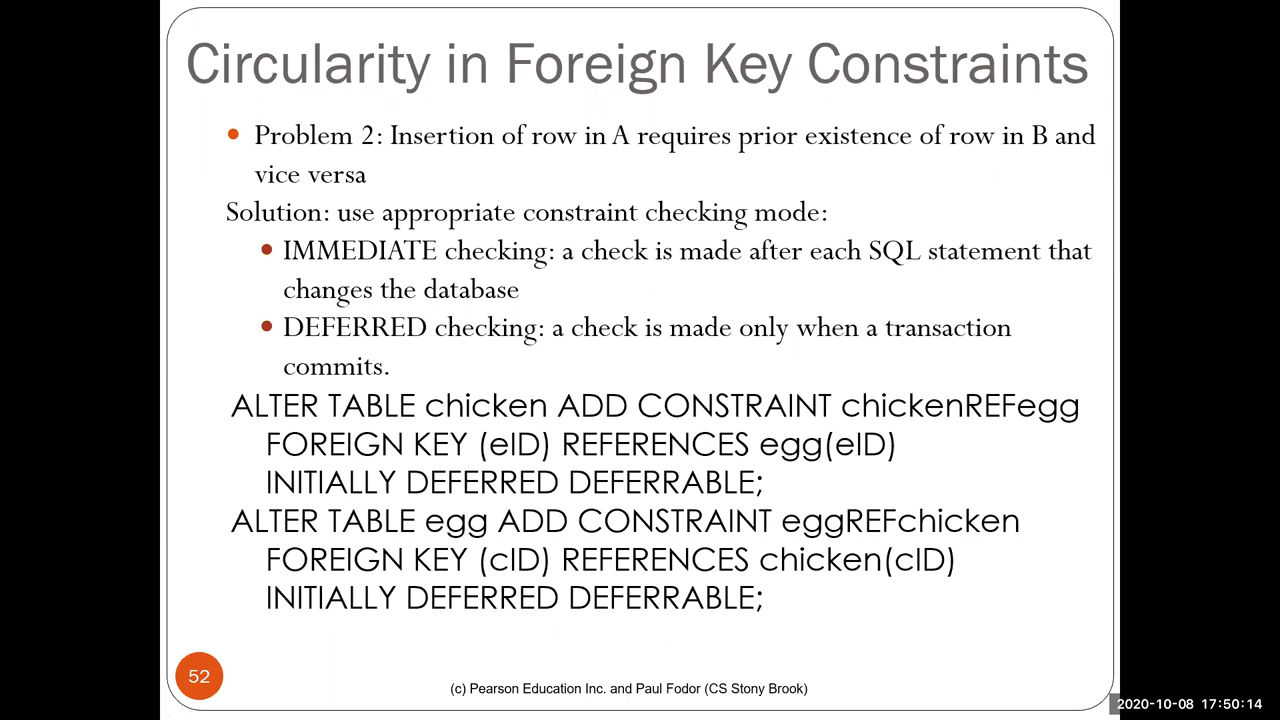 Circularity in Foreign Key Constraints
Problem 2: Insertion of row in A requires prior existence of row in B and
vice versa
Solution: use appropriate constraint checking mode:
IMMEDIATE checking: a check is made after each SQL statement that
changes the database
DEFERRED checking: a check is made only when a transaction
commits.
ALTER TABLE chicken ADD CONSTRAINT chickenREFegg
FOREIGN KEY (eID) REFERENCES egg(eID)
INITIALLY DEFERRED DEFERRABLE;
ALTER TABLE egg ADD CONSTRAINT eggREFchicken
FOREIGN KEY (cID) REFERENCES chicken(cID)
INITIALLY DEFERRED DEFERRABLE;
52
(c) Pearson Education Inc. and Paul Fodor (CS Stony Brook)
2020-10-08 17:50:14